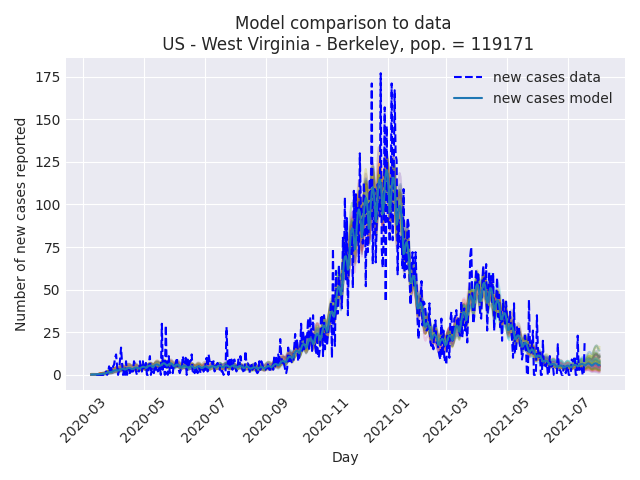 Model comparison to data
US - West Virginia - Berkeley, pop. = 119171
new cases data
new cases model
Number of new cases reported
175
150
125
100
75
50
25
0
2020-03
2020-05
2020-07
2020-09
2020-11
2021-01
2021-03
2021-05
2021-07
Day